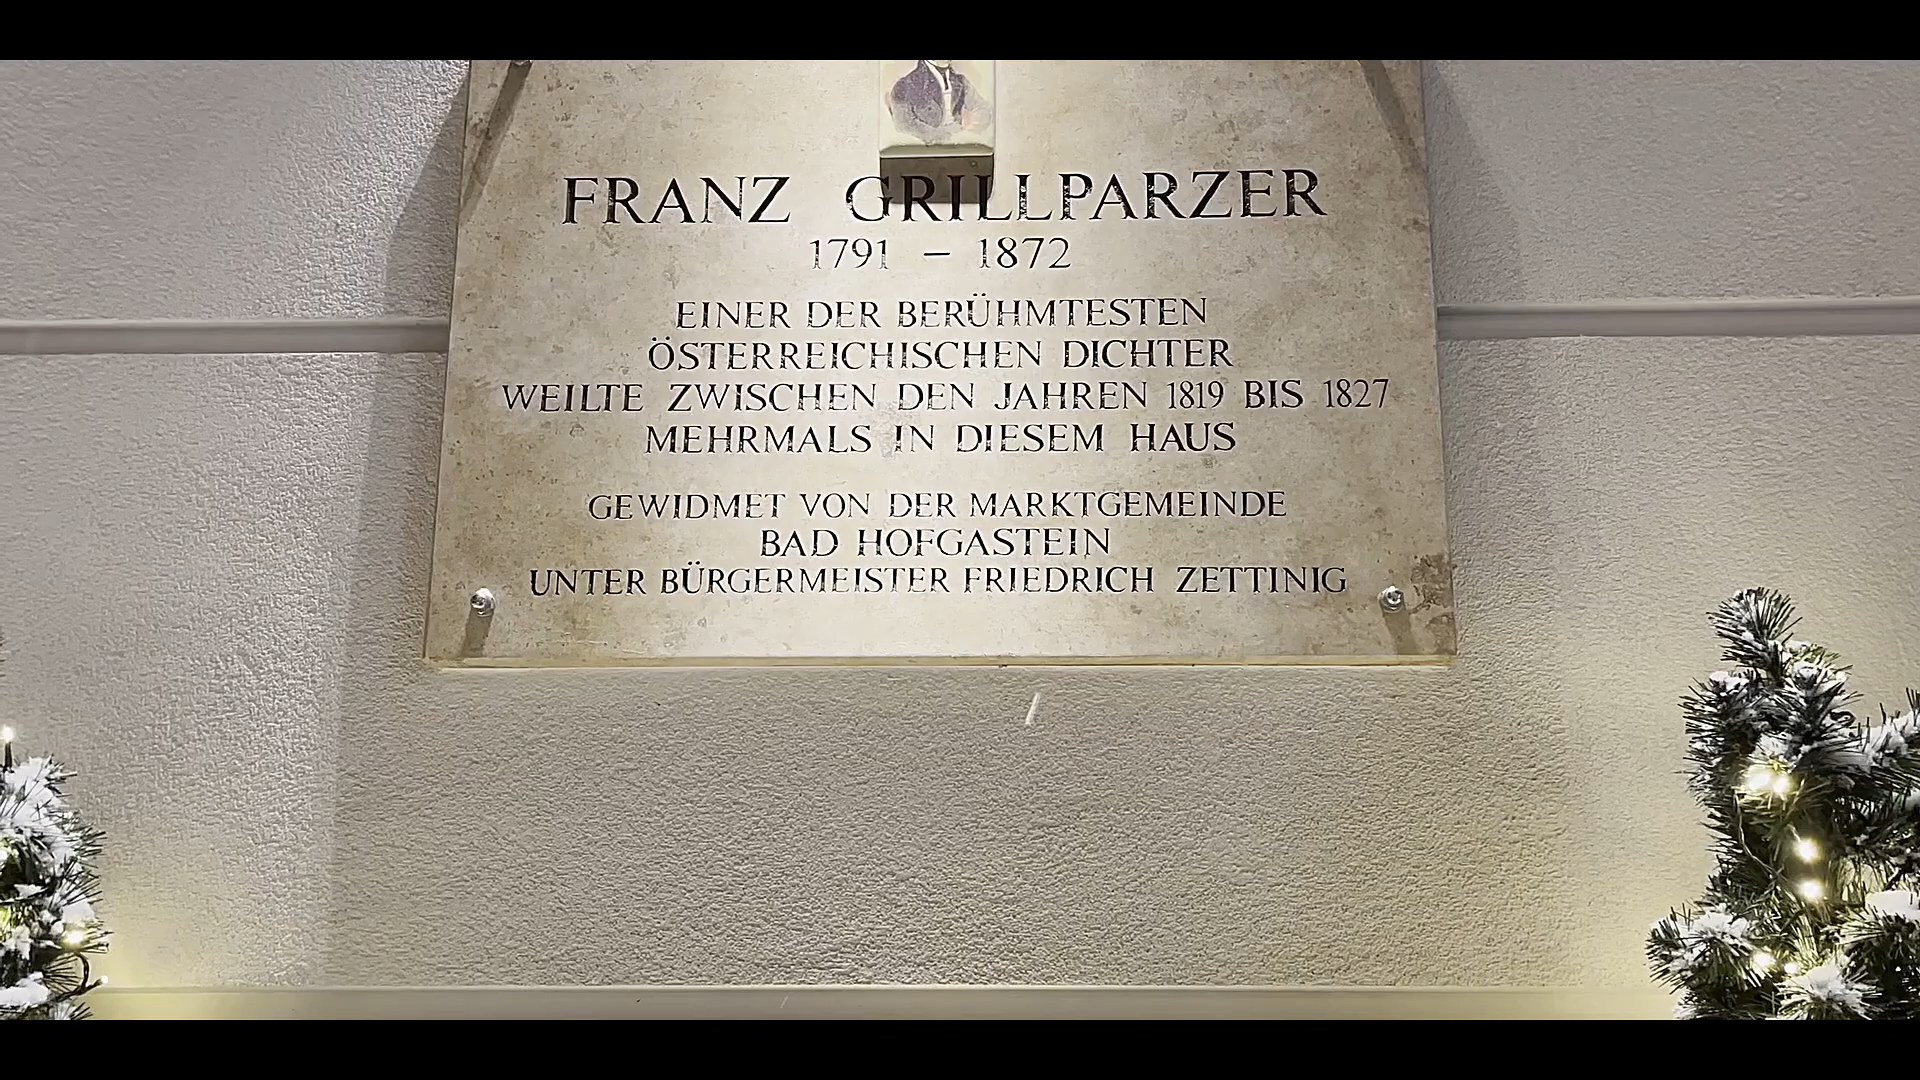 FRANZ GRILLPARZER
1791 – 1872
EINER DER BERÜHMTESTEN
ÖSTERREICHISCHEN DICHTER
WEILTE ZWISCHEN DEN JAHREN 1819 BIS 1827
MEHRMALS IN DIESEM HAUS
GEWIDMET VON DER MARKTGEMEINDE
BAD HOFGASTEIN
UNTER BÜRGERMEISTER FRIEDRICH ZETTINIG